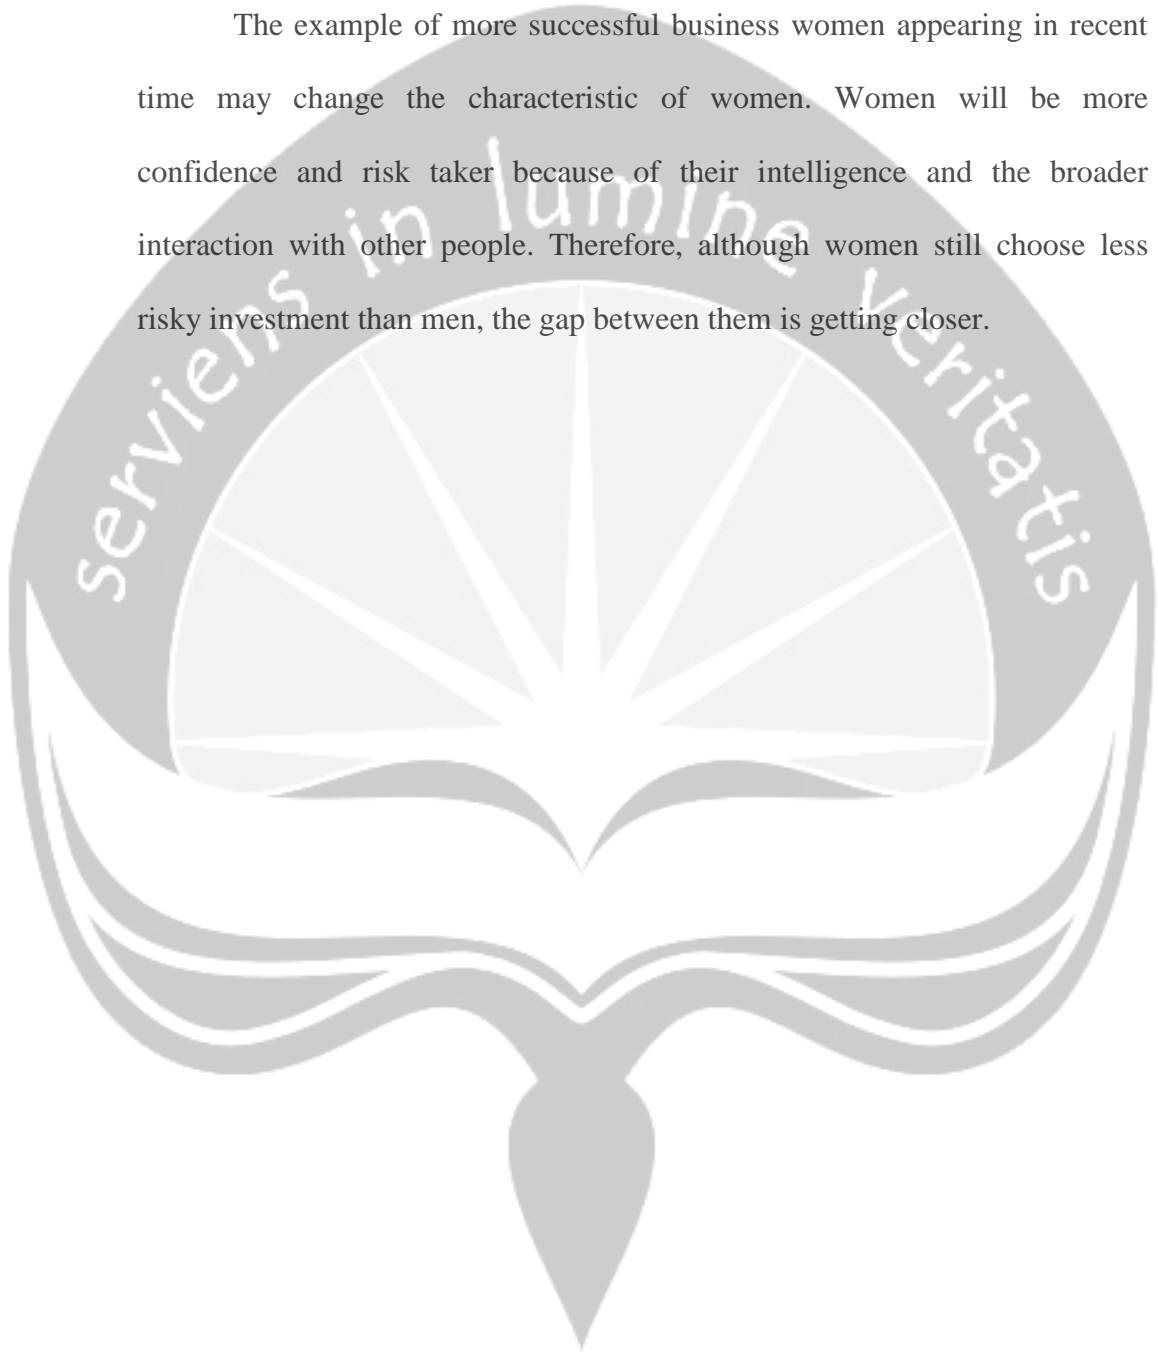 The example of more successful business women appearing in recent
time may change the characteristic of women. Women will be more
confidence and risk taker because of their intelligence and the broader
interaction with other people. Therefore, although women still choose less
risky investment than men, the gap between them is getting closer.
serviens in lumine veritatis